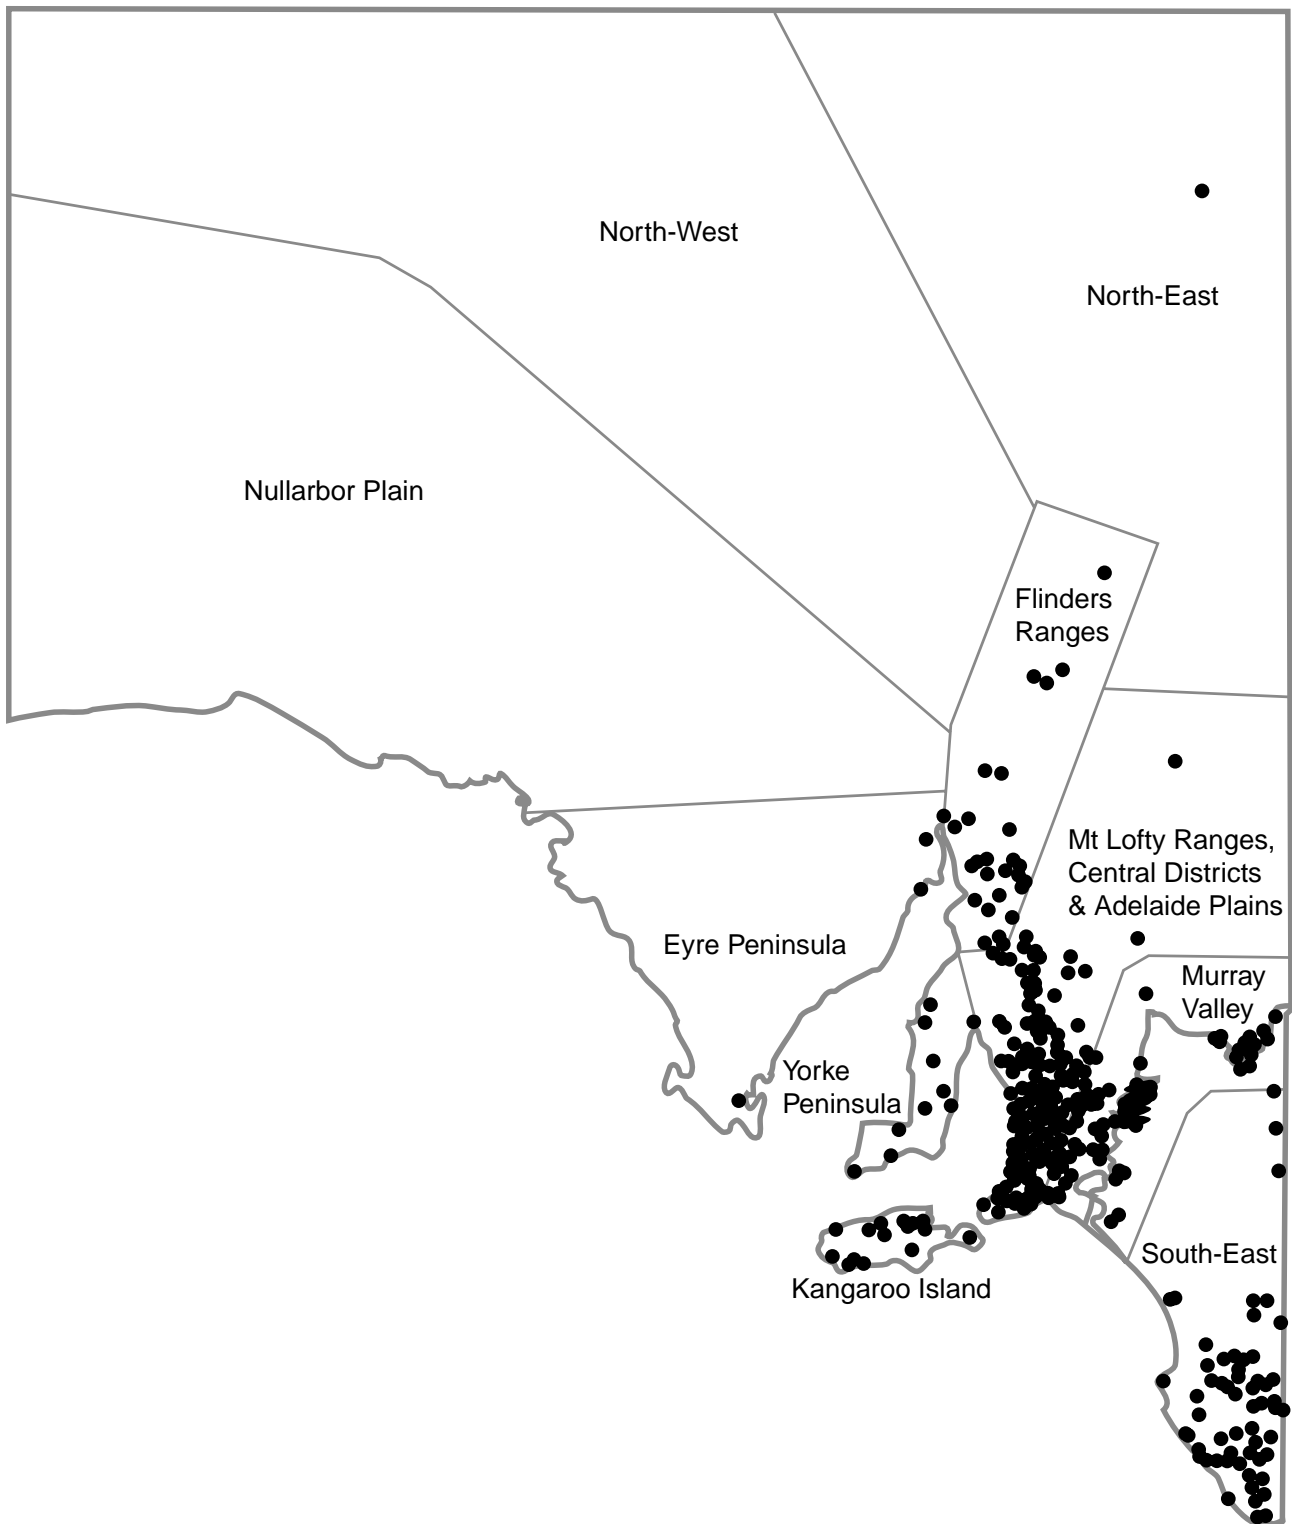 North-West
North-East
Nullarbor Plain
Flinders
Ranges
Mt Lofty Ranges,
Central Districts
& Adelaide Plains
Eyre Peninsula
Murray
Valley
Yorke
Peninsula
South-East
Kangaroo Island